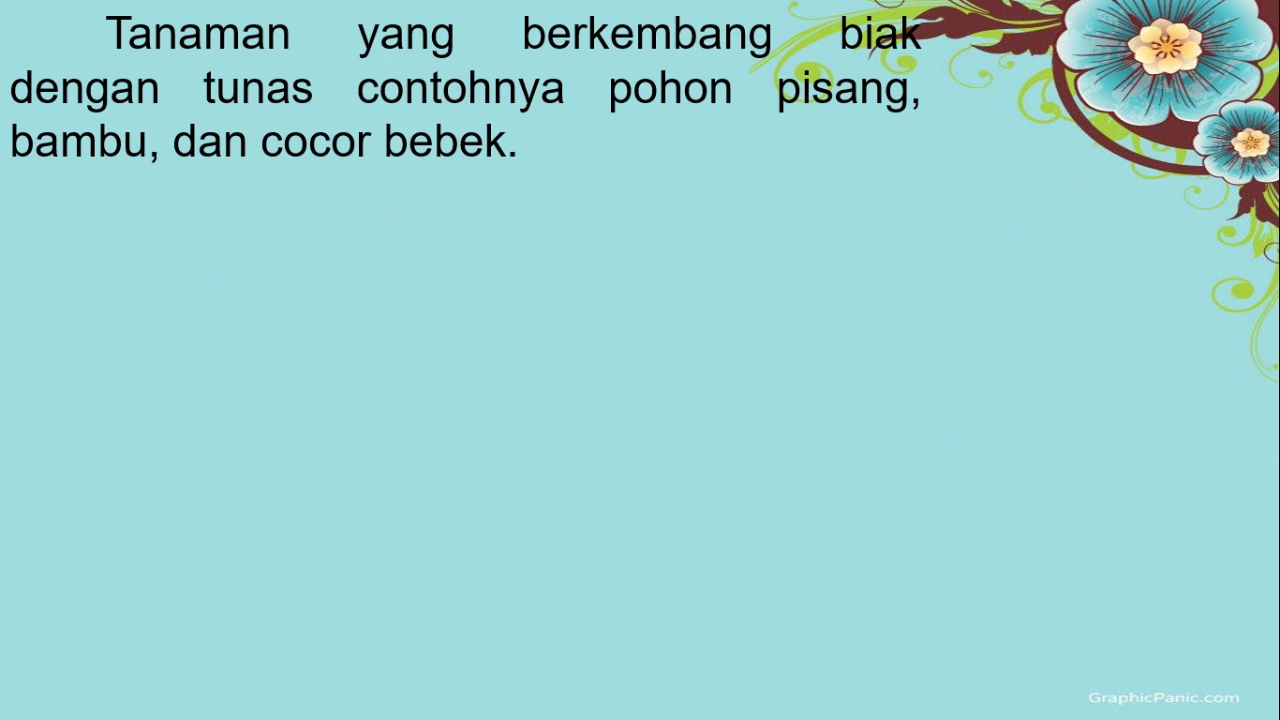 Tanaman yang berkembang biak
dengan tunas contohnya pohon pisang,
bambu, dan cocor bebek.
GraphicPanic.com